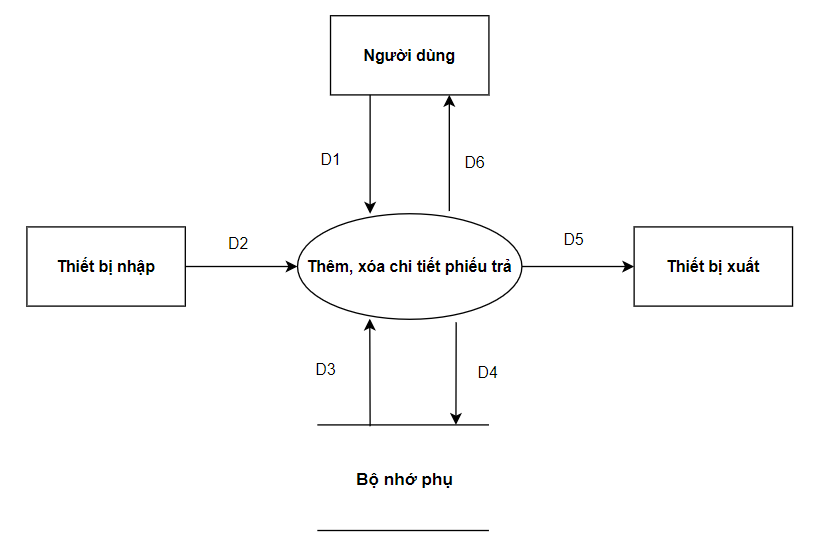 Người dùng
D1
D6
Thiết bị nhập
D2
Thêm, xóa chi tiết phiếu trả
D5
Thiết bị xuất
D3
D4
Bộ nhớ phụ